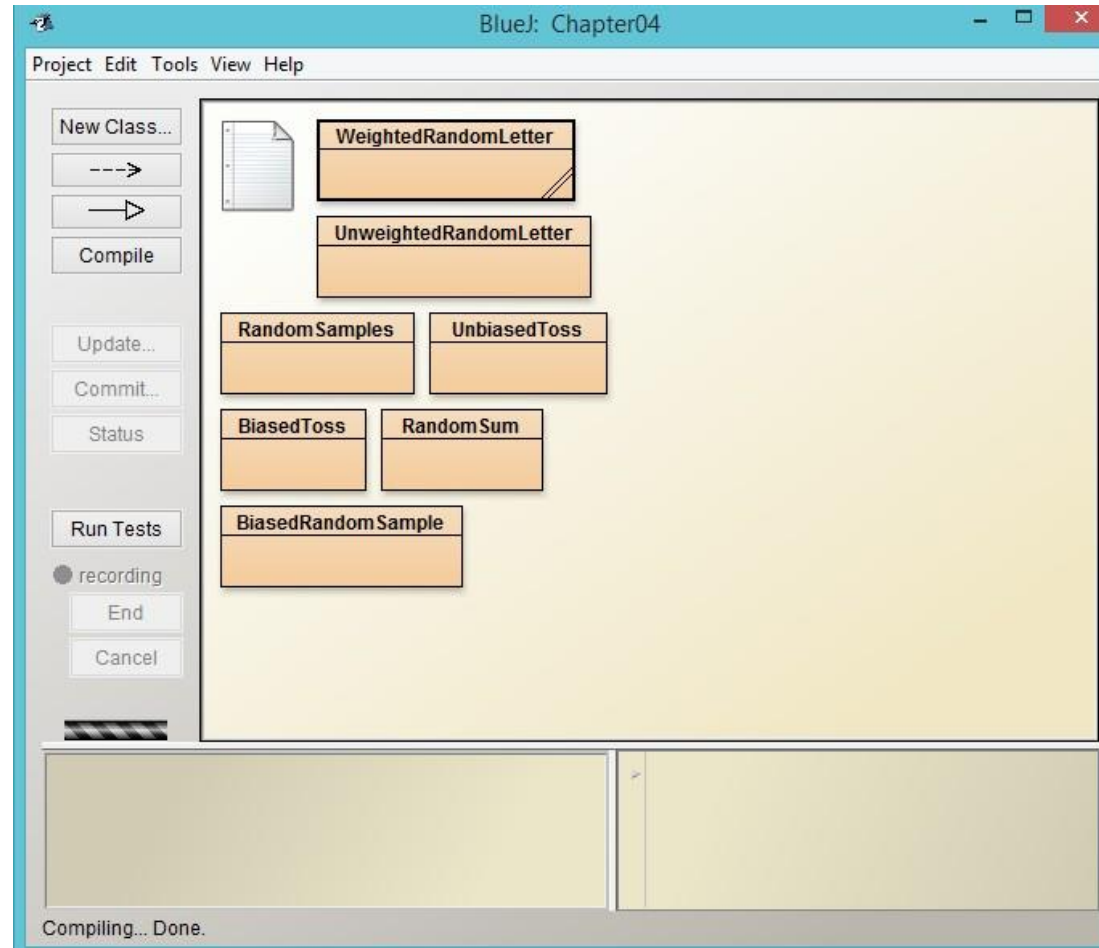 BlueJ: Chapter04
Project Edit Tools View Help
New Class...
--->
Compile
Update...
Commit...
Status
Run Tests
recording
End
Cancel
WeightedRandomLetter
UnweightedRandomLetter
RandomSamples UnbiasedToss
BiasedToss RandomSum
BiasedRandomSample
Compiling... Done.